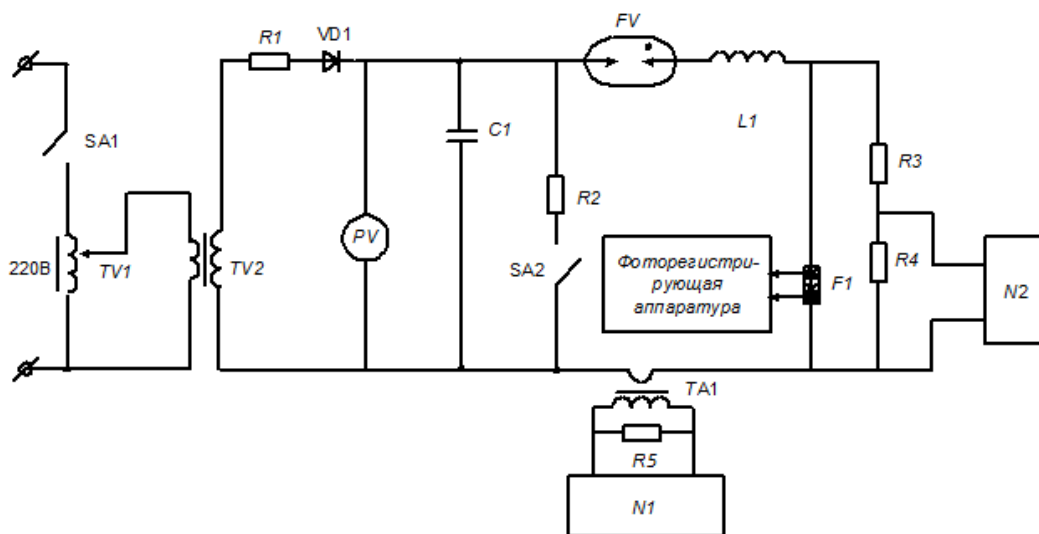 FV
R1
VD1
SA1
C1
L1
R3
R2
220В
TV1
TV2
PV
SA2
Фоторегистри-
рующая
аппаратура
F1
R4
N2
TA1
R5
N1